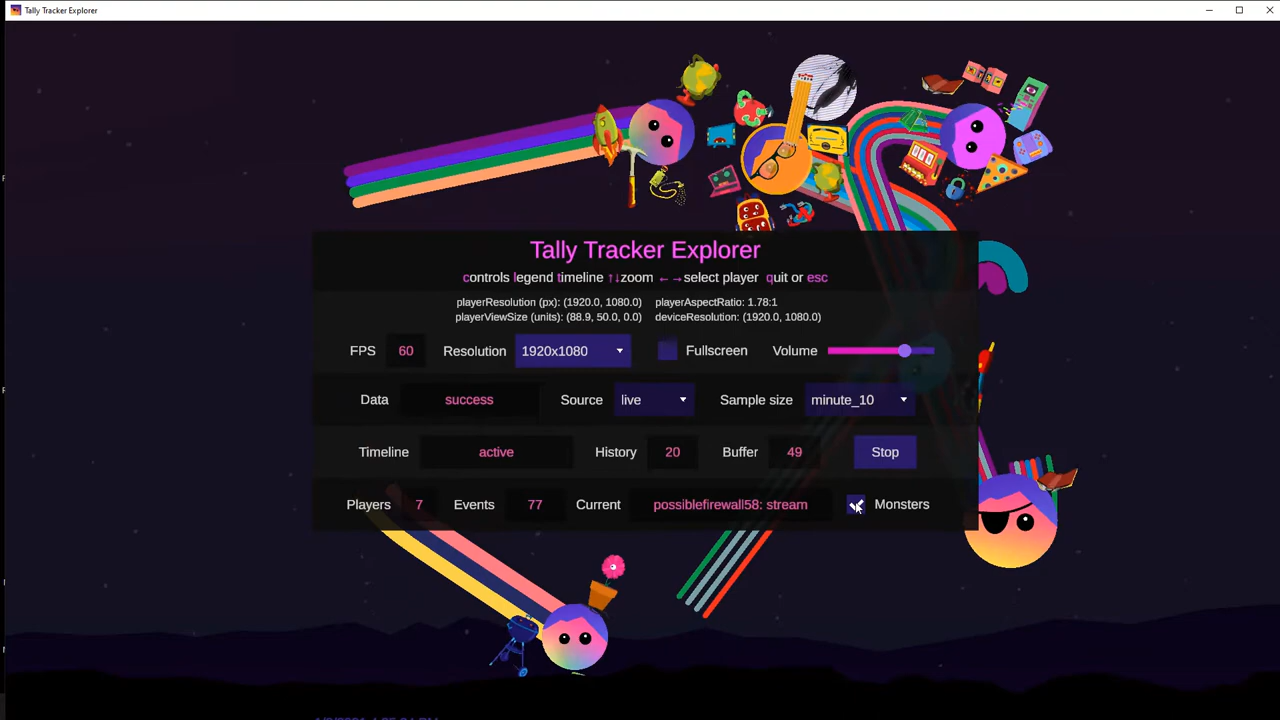 Tally Tracker Explorer
Tally Tracker Explorer
controls legend timeline ↑↓zoom ←→select player quit or esc
playerResolution (px): (1920.0, 1080.0) playerAspectRatio: 1.78:1
playerViewSize (units): (88.9, 50.0, 0.0) deviceResolution: (1920.0, 1080.0)
FPS 60 Resolution 1920x1080 Fullscreen Volume
Data success Source live Sample size minute_10
Timeline active History 20 Buffer 49 Stop
Players 7 Events 77 Current possiblefirewall58: stream Monsters